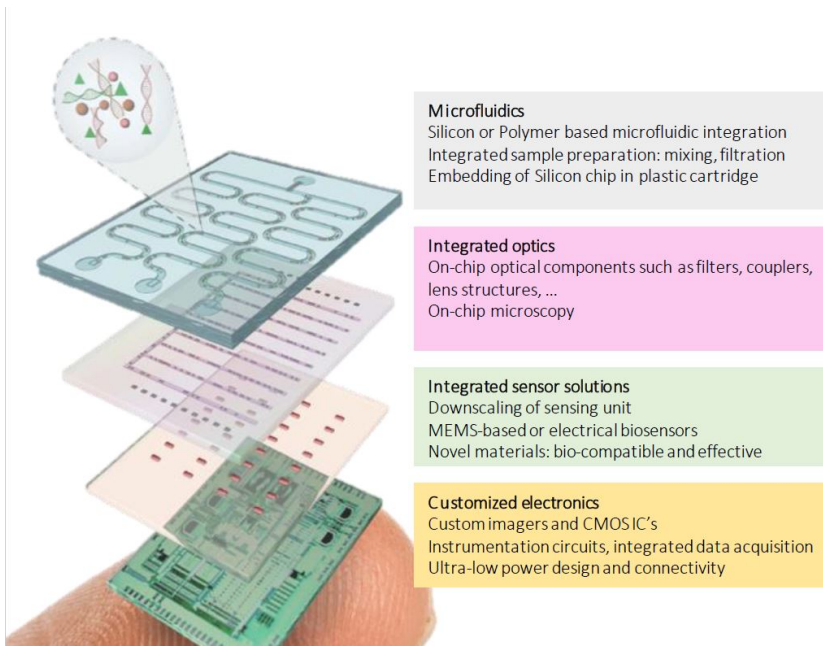 Microfluidics
Silicon or Polymer based microfluidic integration
Integrated sample preparation: mixing, filtration
Embedding of Silicon chip in plastic cartridge
Integrated optics
On-chip optical components such as filters, couplers,
lens structures, ...
On-chip microscopy
Integrated sensor solutions
Downscaling of sensing unit
MEMS-based or electrical biosensors
Novel materials: bio-compatible and effective
Customized electronics
Custom imagers and CMOS IC’s
Instrumentation circuits, integrated data acquisition
Ultra-low power design and connectivity